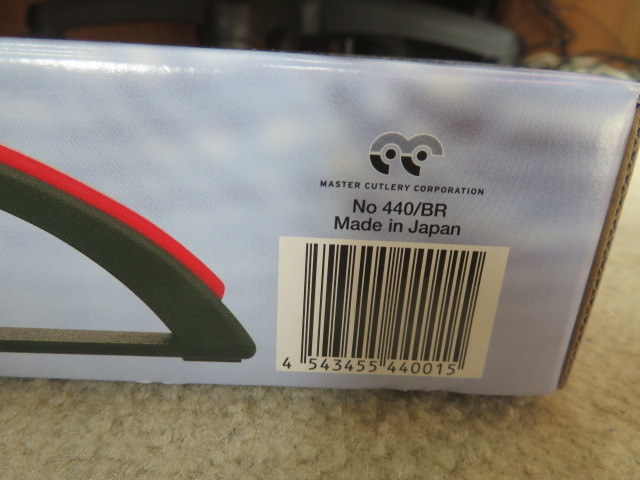 MASTER CUTLERY CORPORATION
No 440/BR
Made in Japan
4 543455 440015